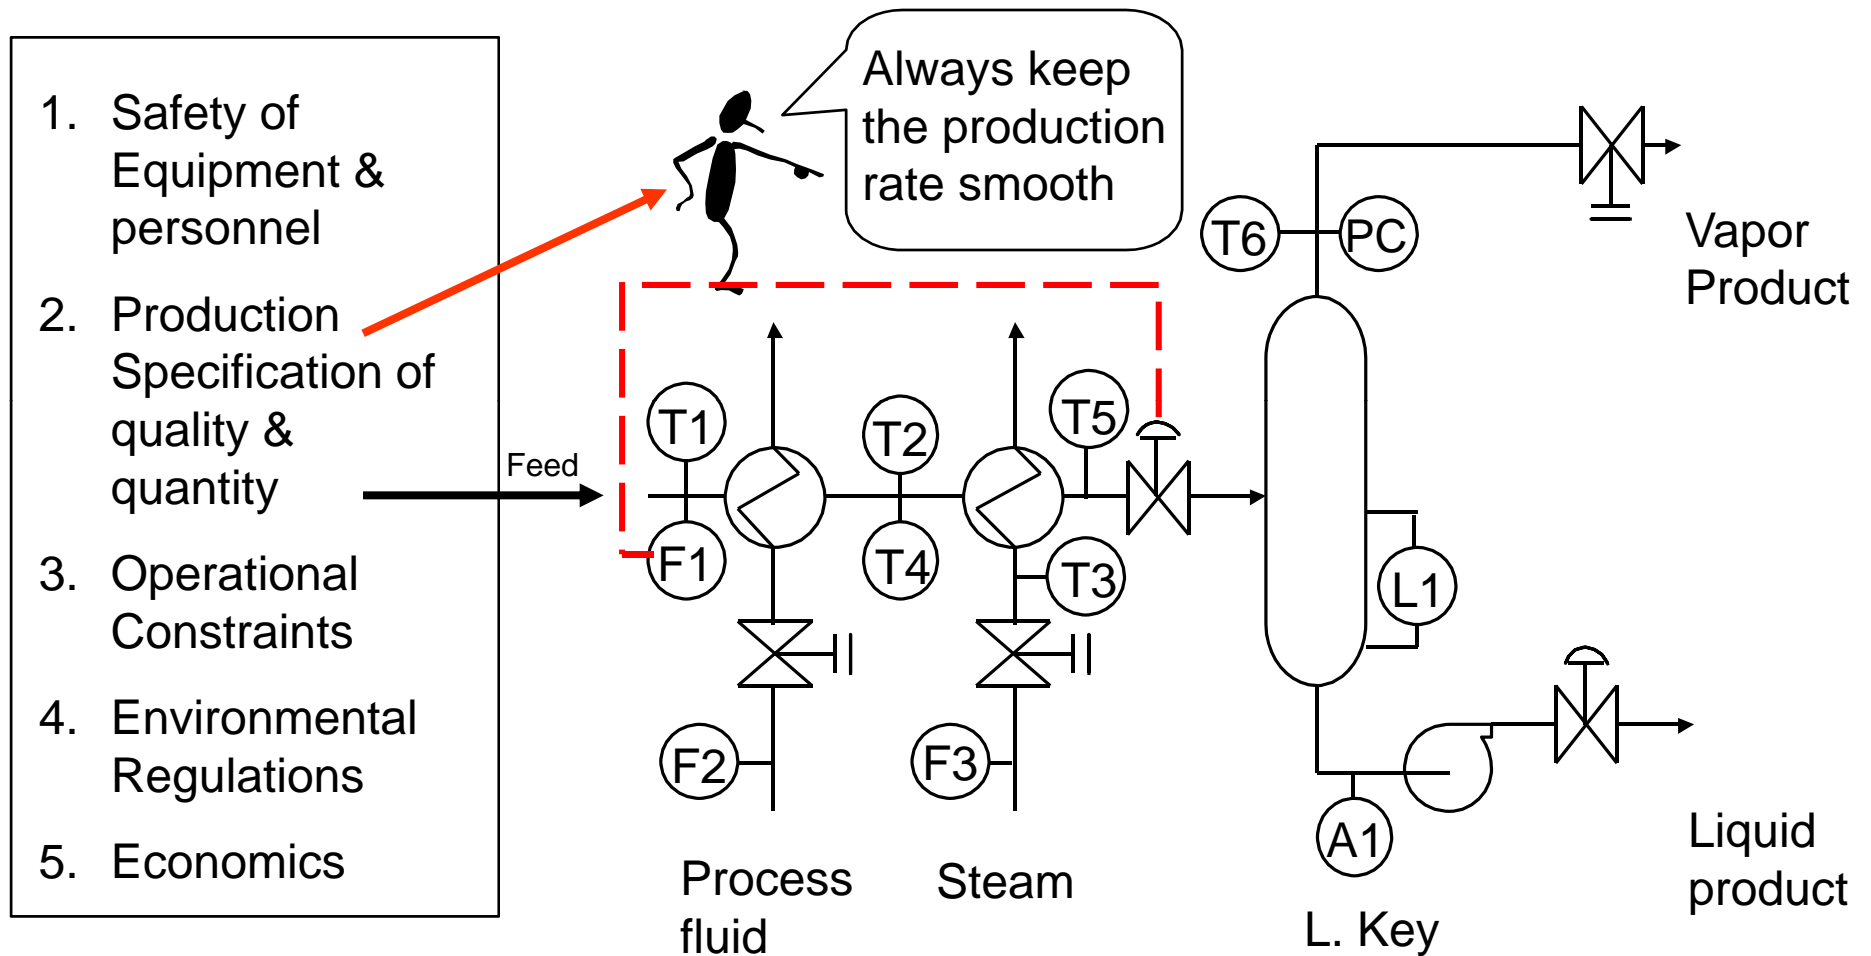 1. Safety of
Equipment &
personnel
2. Production
Specification of
quality &
quantity
3. Operational
Constraints
4. Environmental
Regulations
5. Economics
Always keep
the production
rate smooth
Feed
T1
F1
T2
T4
T5
T3
F2
F3
T6
PC
L1
A1
Process
fluid
Steam
L. Key
Vapor
Product
Liquid
product